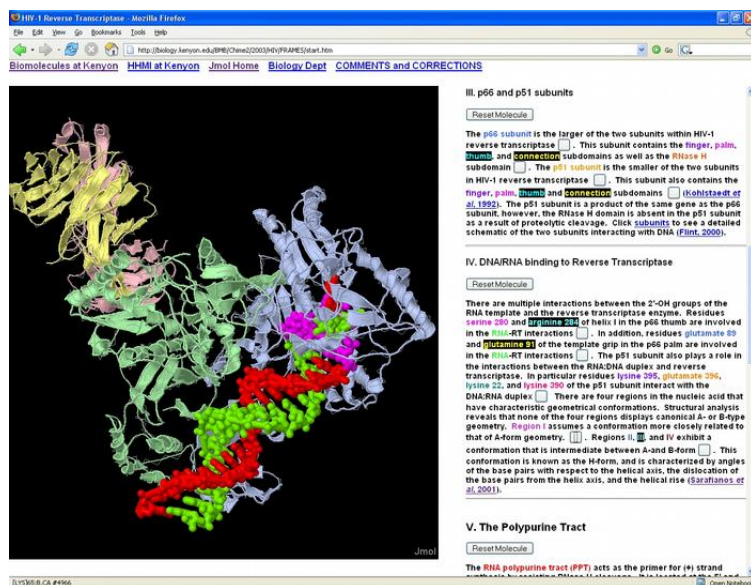 HIV-1 Reverse Transcriptase - Mozilla Firefox
File Edit View Go Bookmarks Tools Help
http://biology.kenyon.edu/BMB/Chime2/2003/HIV/FRAMES/start.htm
Go
Biomolecules at Kenyon HHMI at Kenyon Jmol Home Biology Dept COMMENTS and CORRECTIONS
III. p66 and p51 subunits
Reset Molecule
The p66 subunit is the larger of the two subunits within HIV-1
reverse transcriptase . This subunit contains the finger, palm,
thumb, and connection subdomains as well as the RNase H
subdomain . The p51 subunit is the smaller of the two subunits
in HIV-1 reverse transcriptase . This subunit also contains the
finger, palm, thumb and connection subdomains (Kohlstaedt et
al, 1992). The p51 subunit is a product of the same gene as the p66
subunit, however, the RNase H domain is absent in the p51 subunit
as a result of proteolytic cleavage. Click subunits to see a detailed
schematic of the two subunits interacting with DNA (Flint, 2000).
IV. DNA/RNA binding to Reverse Transcriptase
Reset Molecule
There are multiple interactions between the 2'-OH groups of the
RNA template and the reverse transcriptase enzyme. Residues
serine 280 and arginine 284 of helix I in the p66 thumb are involved
in the RNA-RT interactions . In addition, residues glutamate 89
and glutamine 91 of the template grip in the p66 palm are involved
in the RNA-RT interactions . The p51 subunit also plays a role in
the interactions between the RNA:DNA duplex and reverse
transcriptase. In particular residues lysine 395, glutamate 396,
lysine 22, and lysine 390 of the p51 subunit interact with the
DNA:RNA duplex There are four regions in the nucleic acid that
have characteristic geometrical conformations. Structural analysis
reveals that none of the four regions displays canonical A- or B-type
geometry. Region I assumes a conformation more closely related to
that of A-form geometry. . Regions II, III, and IV exhibit a
conformation that is intermediate between A-and B-form . This
conformation is known as the H-form, and is characterized by angles
of the base pairs with respect to the helical axis, the dislocation of
the base pairs from the helix axis, and the helical rise (Sarafianos et
al, 2001).
V. The Polypurine Tract
Reset Molecule
The RNA polypurine tract (PPT) acts as the primer for (+) strand
Jmol
[LYS]65:B.CA #4966
Open Notebook